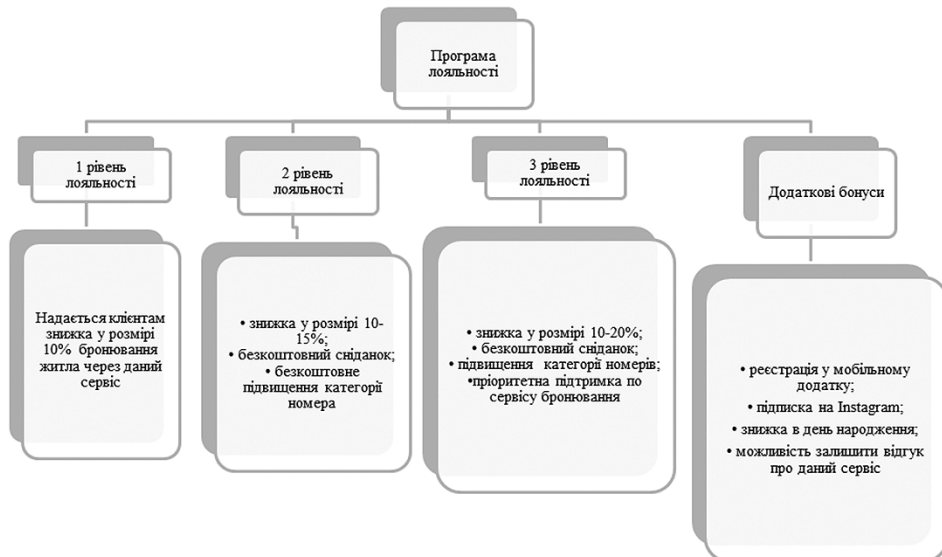 Програма
лояльності
1 рівень
лояльності
Надається клієнтам
знижка у розмірі
10% бронювання
житла через даний
сервіс
2 рівень
лояльності
• знижка у розмірі 10-
15%;
• безкоштовний сніданок;
• безкоштовне
підвищення категорії
номера
3 рівень
лояльності
• знижка у розмірі 10-20%;
• безкоштовний сніданок;
• підвищення категорії номерів;
•пріоритетна підтримка по
сервісу бронювання
Додаткові бонуси
• реєстрація у мобільному
додатку;
• підписка на Instagram;
• знижка в день народження;
• можливість залишити відгук
про даний сервіс